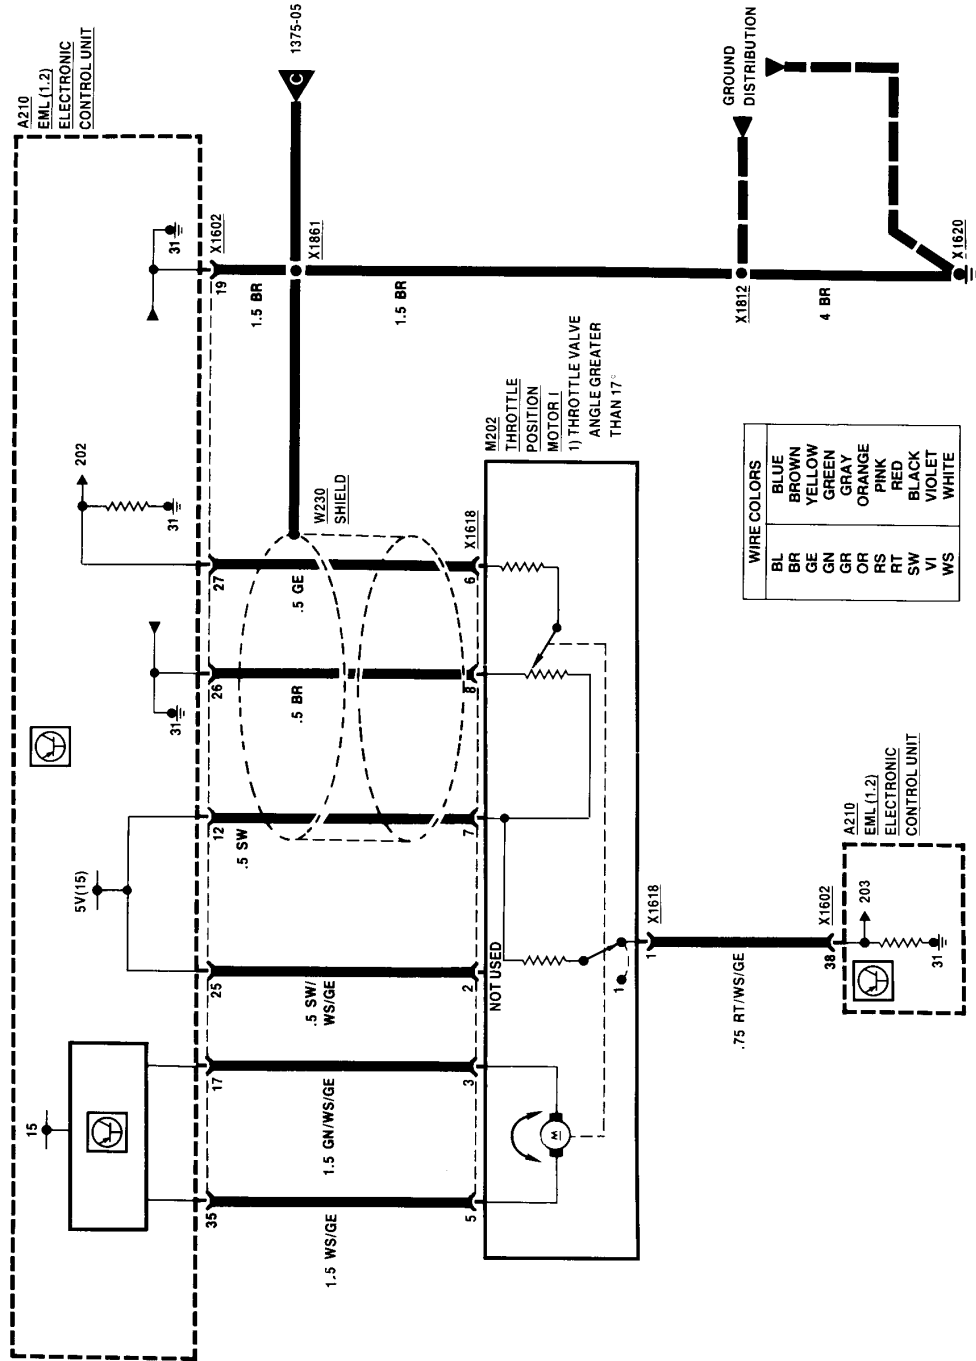 A210
EML (1.2)
ELECTRONIC
CONTROL UNIT
15
5V(15)
31
202
31
31
35
17
25
12
26
27
19
X1602
1.5 WS/GE
1.5 GN/WS/GE
.5 SW/
WS/GE
.5 SW
.5 BR
.5 GE
1.5 BR
W230
SHIELD
X1861
C
1375-05
1.5 BR
5
3
2
7
8
6
X1618
NOT USED
M202
THROTTLE
POSITION
MOTOR I
1) THROTTLE VALVE
ANGLE GREATER
THAN 17°
M
1
1
X1618
.75 RT/WS/GE
38
X1602
203
31
A210
EML (1.2)
ELECTRONIC
CONTROL UNIT
X1812
GROUND
DISTRIBUTION
4 BR
X1620
WIRE COLORS
BL BLUE
BR BROWN
GE YELLOW
GN GREEN
GR GRAY
OR ORANGE
RS PINK
RT RED
SW BLACK
VI VIOLET
WS WHITE